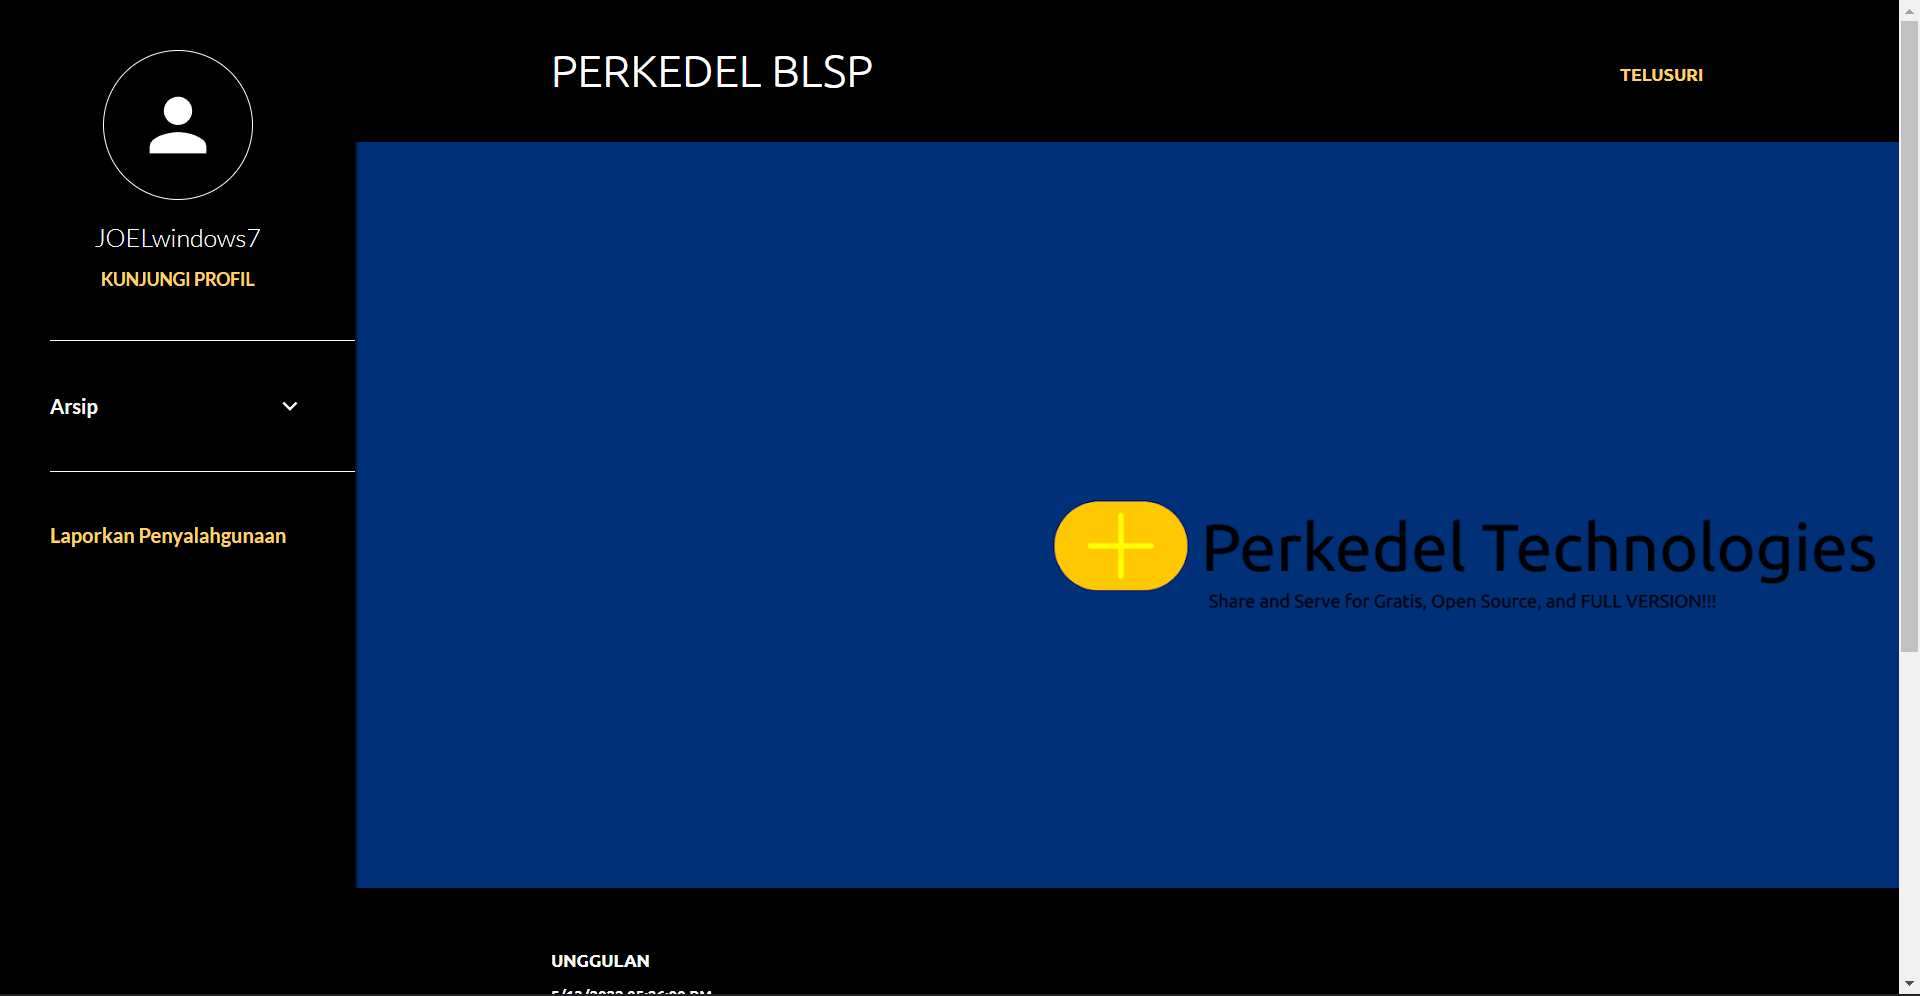 JOELwindows7
KUNJUNGI PROFIL
Arsip
Laporkan Penyalahgunaan
PERKEDEL BLSP
TELUSURI
Perkedel Technologies
Share and Serve for Gratis, Open Source, and FULL VERSION!!!
UNGGULAN